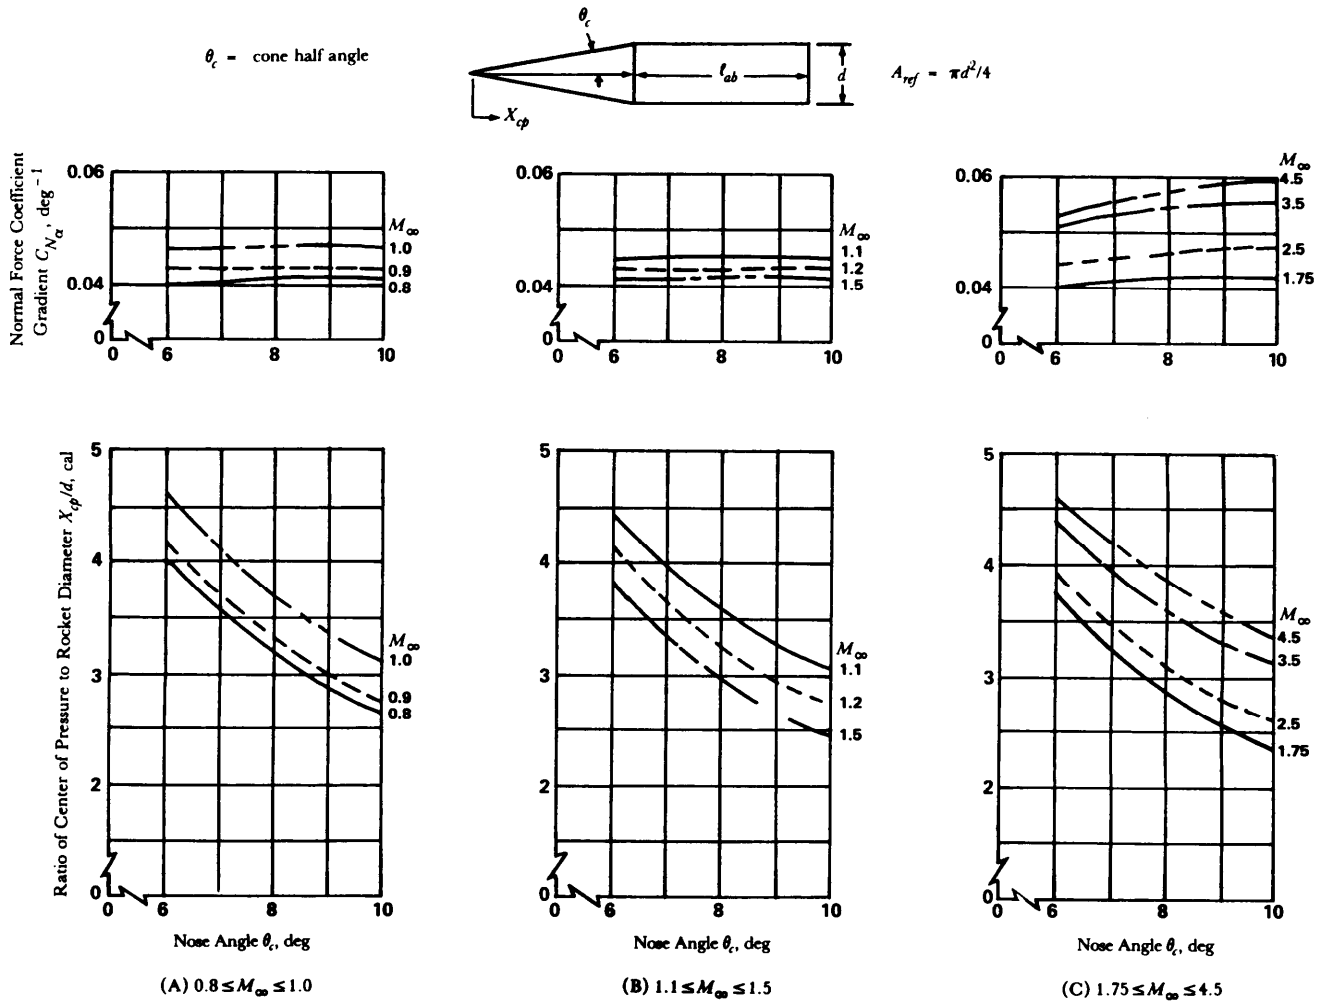 θc = cone half angle
θc
ℓab
d
Aref = πd²/4
Xcp
Normal Force Coefficient
Gradient CNα, deg⁻¹
0.06
0.04
0
0 6 8 10
M∞
1.0
0.9
0.8
0.06
0.04
0
0 6 8 10
M∞
1.1
1.2
1.5
0.06
0.04
0
0 6 8 10
M∞
4.5
3.5
2.5
1.75
Ratio of Center of Pressure to Rocket Diameter Xcp/d, cal
5
4
3
2
0
0 6 8 10
M∞
1.0
0.9
0.8
Nose Angle θc, deg
(A) 0.8≤M∞≤1.0
5
4
3
2
0
0 6 8 10
M∞
1.1
1.2
1.5
Nose Angle θc, deg
(B) 1.1≤M∞≤1.5
5
4
3
2
0
0 6 8 10
M∞
4.5
3.5
2.5
1.75
Nose Angle θc, deg
(C) 1.75≤M∞≤4.5